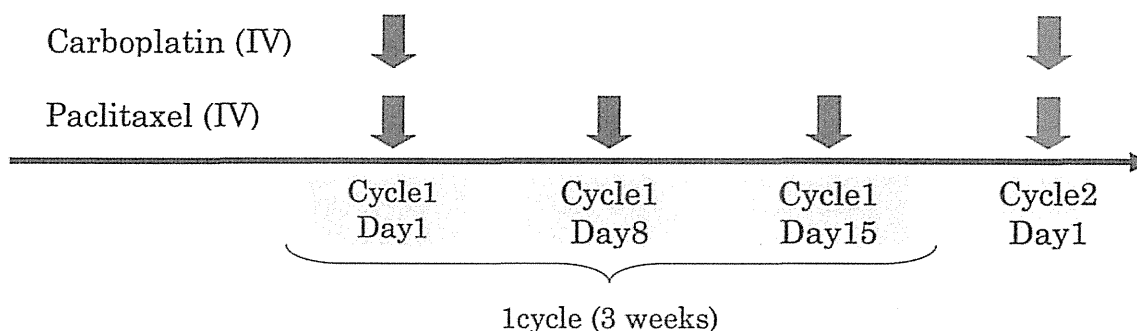 Carboplatin (IV)
Paclitaxel (IV)
Cycle1
Day1
Cycle1
Day8
Cycle1
Day15
Cycle2
Day1
1cycle (3 weeks)